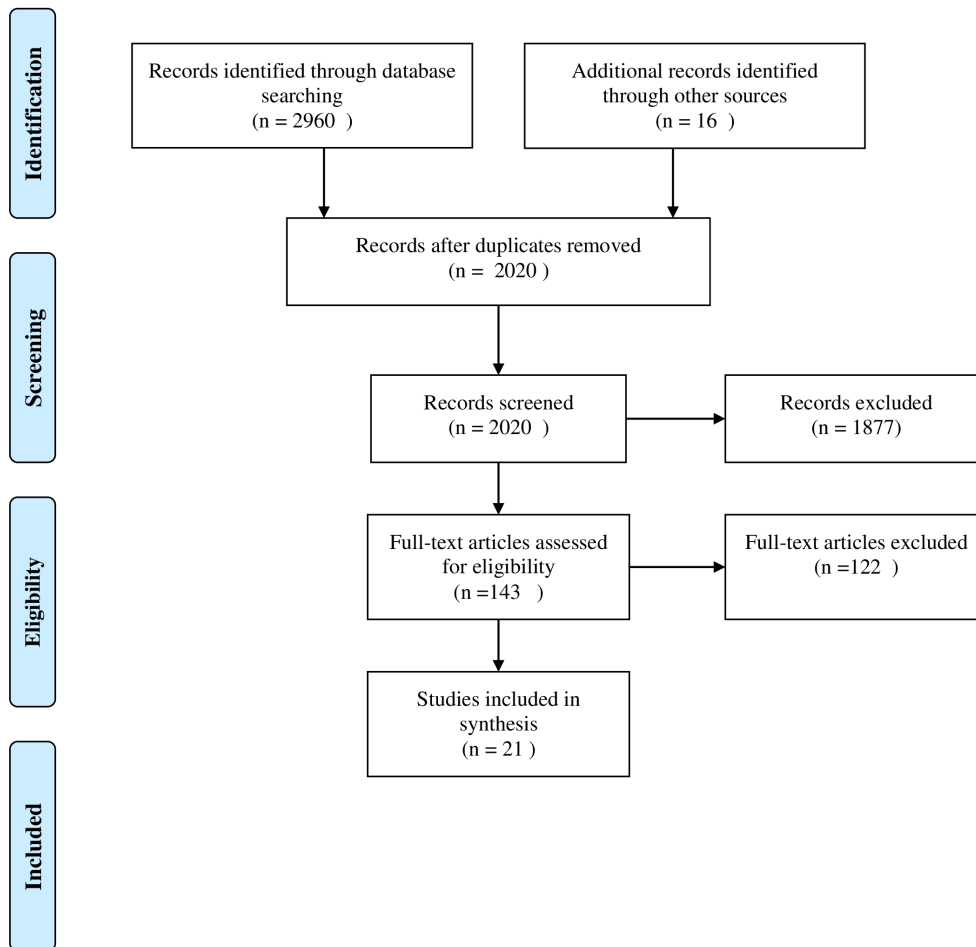 Identification
Records identified through database
searching
(n = 2960  )
Additional records identified
through other sources
(n = 16  )
Records after duplicates removed
(n =  2020 )
Screening
Records screened
(n = 2020  )
Records excluded
(n = 1877)
Eligibility
Full-text articles assessed
for eligibility
(n =143   )
Full-text articles excluded
(n =122   )
Studies included in
synthesis
(n = 21 )
Included